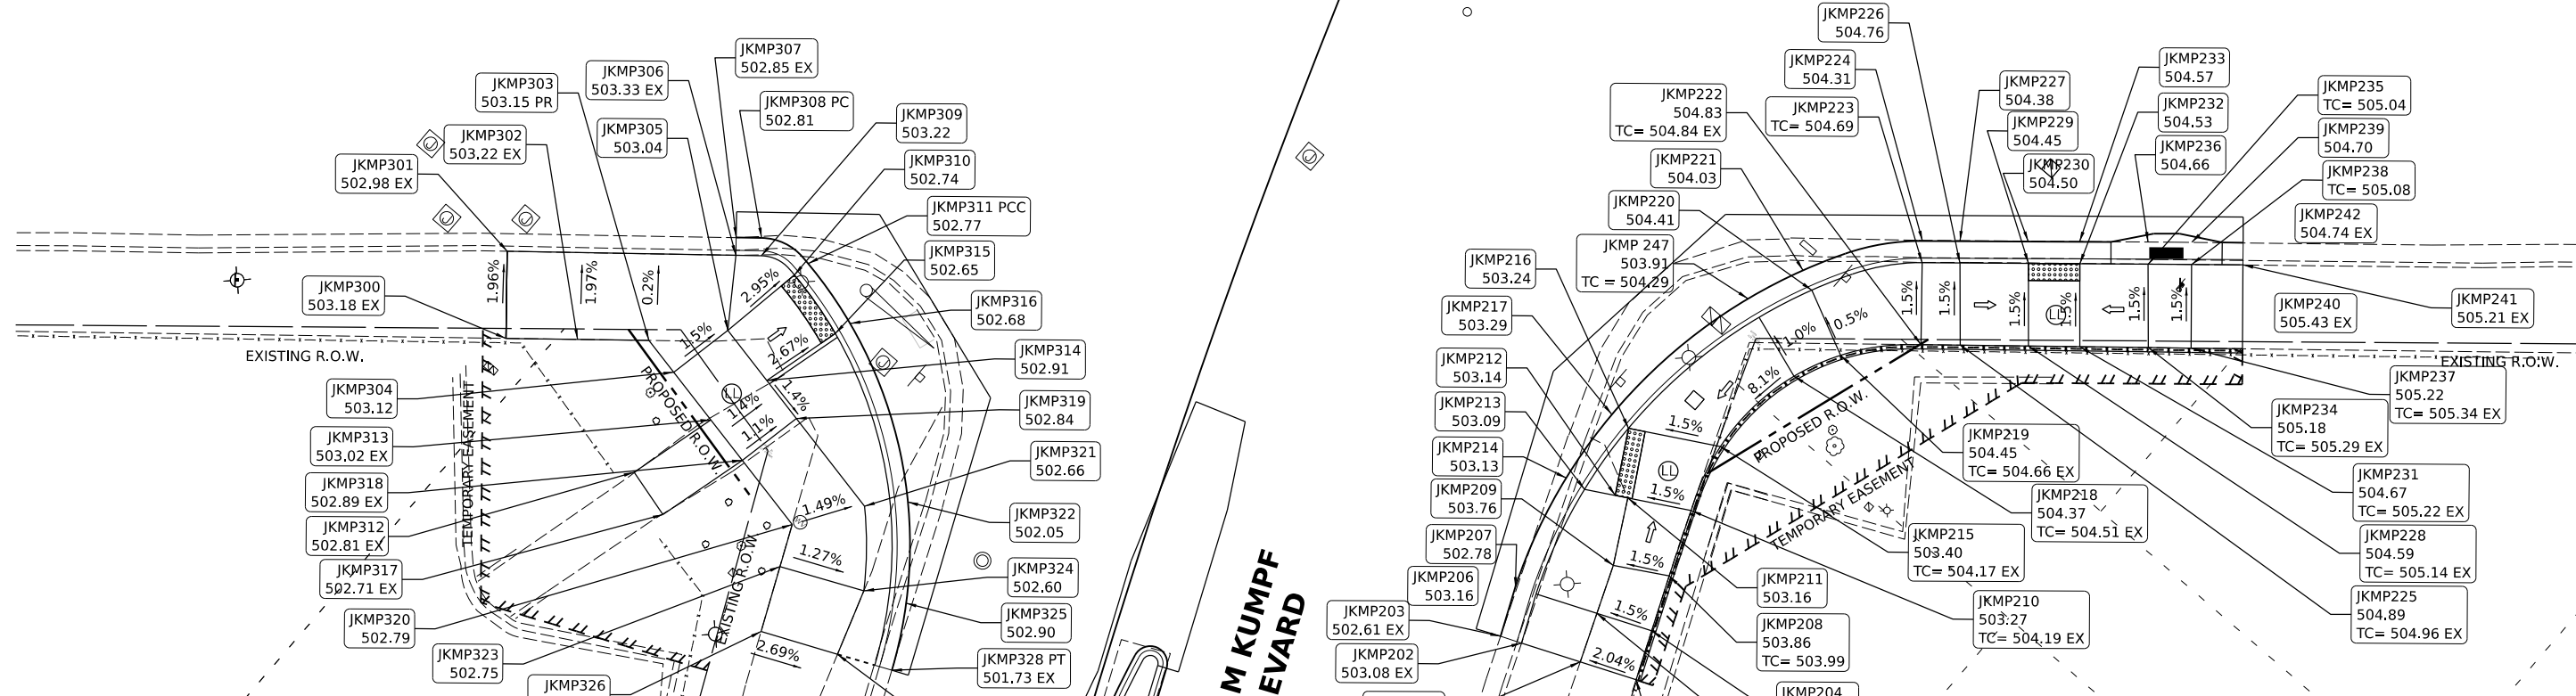 JKMP307
502.85 EX
JKMP306
503.33 EX
JKMP303
503.15 PR
JKMP308 PC
502.81
JKMP309
503.22
JKMP305
503.04
JKMP302
503.22 EX
JKMP310
502.74
JKMP301
502.98 EX
JKMP311 PCC
502.77
JKMP315
502.65
JKMP300
503.18 EX
1.96%
1.97%
0.2%
2.95%
JKMP316
502.68
EXISTING R.O.W.
1.5%
2.67%
JKMP314
502.91
JKMP304
503.12
PROPOSED R.O.W.
LL
1.4%
1.4%
JKMP319
502.84
TEMPORARY EASEMENT
1.1%
JKMP313
503.02 EX
JKMP321
502.66
JKMP318
502.89 EX
1.49%
JKMP312
502.81 EX
JKMP322
502.05
1.27%
JKMP317
502.71 EX
JKMP324
502.60
EXISTING R.O.W.
JKMP320
502.79
JKMP325
502.90
JKMP323
502.75
2.69%
JKMP328 PT
501.73 EX
JKMP326
M KUMPF
EVARD
JKMP226
504.76
JKMP224
504.31
JKMP233
504.57
JKMP222
504.83
TC= 504.84 EX
JKMP223
TC= 504.69
JKMP227
504.38
JKMP235
TC= 505.04
JKMP232
504.53
JKMP229
504.45
JKMP239
504.70
JKMP236
504.66
JKMP221
504.03
JKMP230
504.50
JKMP238
TC= 505.08
JKMP220
504.41
JKMP242
504.74 EX
JKMP 247
503.91
TC = 504.29
JKMP216
503.24
JKMP217
503.29
1.5%
1.5%
1.5%
1.5%
1.5%
1.5%
LL
JKMP240
505.43 EX
JKMP241
505.21 EX
1.0%
0.5%
EXISTING R.O.W.
JKMP212
503.14
8.1%
JKMP237
505.22
TC= 505.34 EX
JKMP213
503.09
1.5%
PROPOSED R.O.W.
JKMP234
505.18
TC= 505.29 EX
JKMP219
504.45
TC= 504.66 EX
JKMP214
503.13
LL
JKMP231
504.67
TC= 505.22 EX
JKMP209
503.76
1.5%
TEMPORARY EASEMENT
JKMP218
504.37
TC= 504.51 EX
JKMP207
502.78
JKMP215
503.40
TC= 504.17 EX
JKMP228
504.59
TC= 505.14 EX
1.5%
JKMP206
503.16
JKMP211
503.16
JKMP210
503.27
TC= 504.19 EX
JKMP225
504.89
TC= 504.96 EX
JKMP203
502.61 EX
1.5%
JKMP208
503.86
TC= 503.99
JKMP202
503.08 EX
2.04%
JKMP204